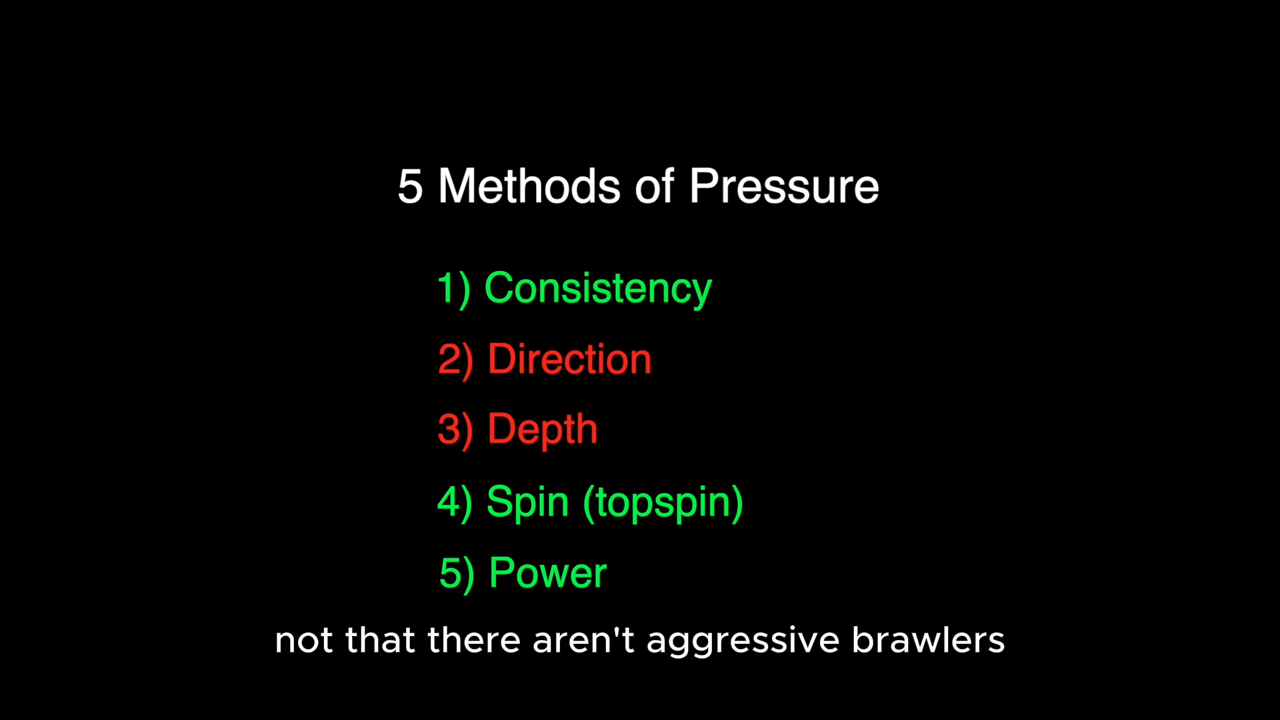 5 Methods of Pressure
1) Consistency
2) Direction
3) Depth
4) Spin (topspin)
5) Power
not that there aren't aggressive brawlers